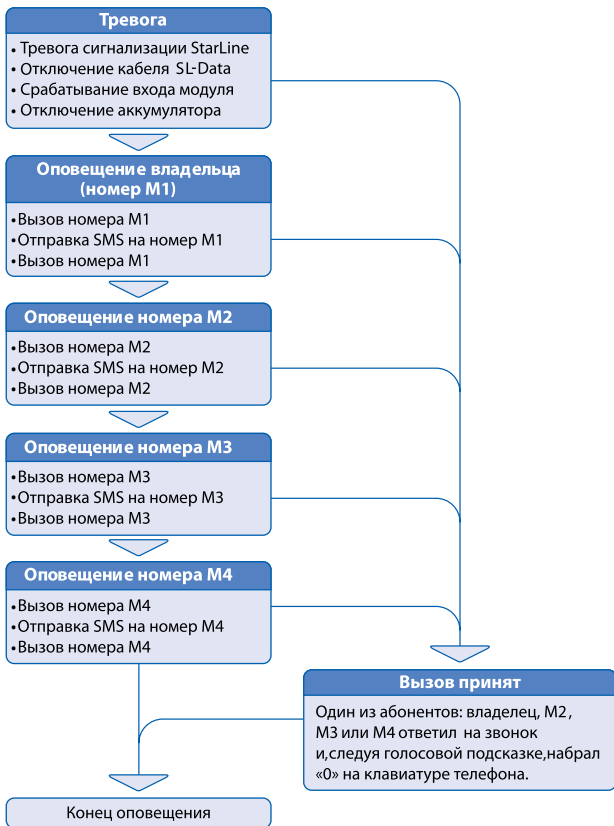 Тревога
• Тревога сигнализации StarLine
• Отключение кабеля SL-Data
• Срабатывание входа модуля
• Отключение аккумулятора
Оповещение владельца
(номер М1)
•Вызов номера М1
•Отправка SMS на номер М1
•Вызов номера М1
Оповещение номера М2
•Вызов номера М2
•Отправка SMS на номер М2
•Вызов номера М2
Оповещение номера М3
•Вызов номера М3
•Отправка SMS на номер М3
•Вызов номера М3
Оповещение номера М4
•Вызов номера М4
•Отправка SMS на номер М4
•Вызов номера М4
Вызов принят
Один из абонентов: владелец, М2,
М3 или М4 ответил на звонок
и,следуя голосовой подсказке,набрал
«0» на клавиатуре телефона.
Конец оповещения